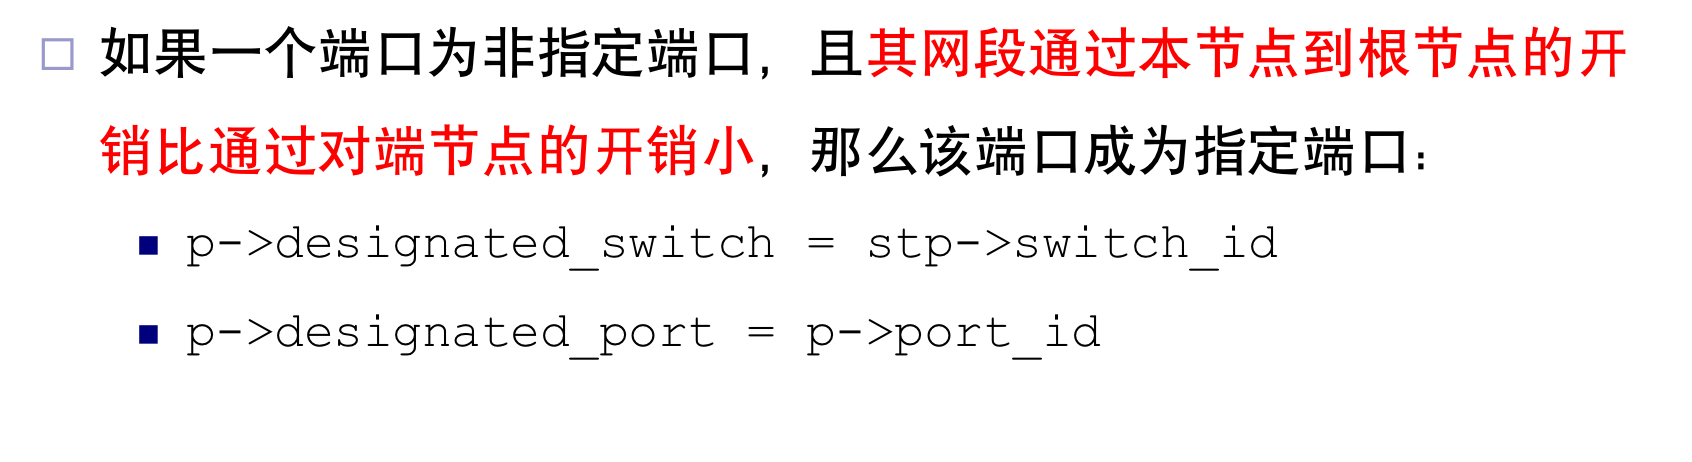 如果一个端口为非指定端口，且其网段通过本节点到根节点的开
销比通过对端节点的开销小，那么该端口成为指定端口：
p->designated_switch = stp->switch_id
p->designated_port = p->port_id